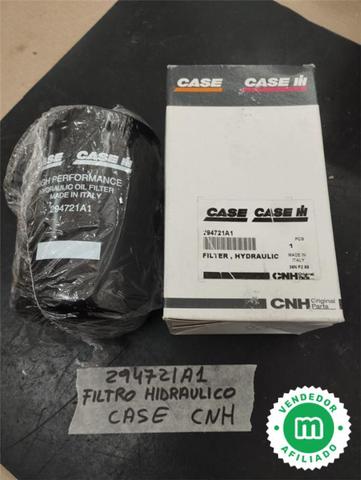 CASE CASE IH
HIGH PERFORMANCE
HYDRAULIC OIL FILTER
MADE IN ITALY
294721A1
CASE CASE IH
CASE CASE IH
294721A1
PCS
1
FILTER, HYDRAULIC
MADE IN
ITALY
CNH
CNH Original
Parts
294721A1
FILTRO HIDRAULICO
CASE CNH
VENDEDOR
m
AFILIADO